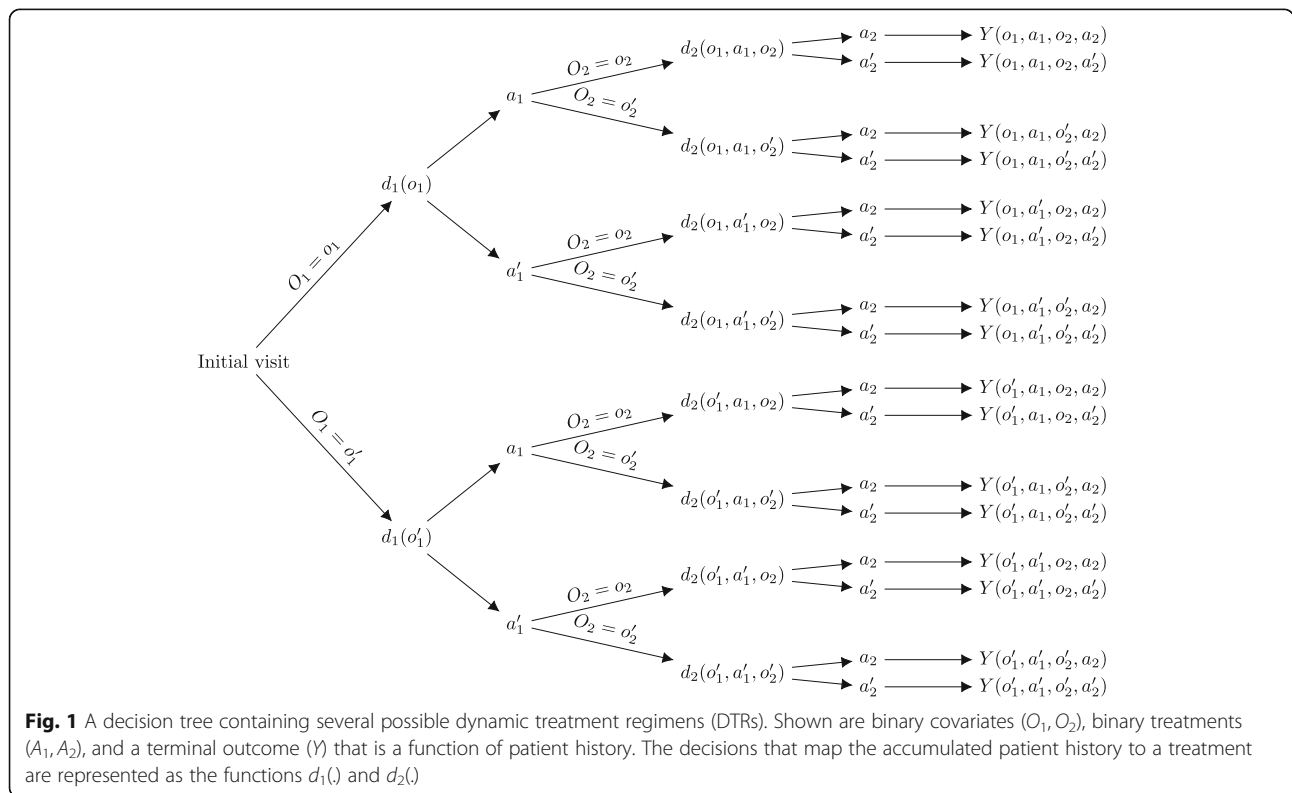 a₂ Y(o₁, a₁, o₂, a₂)
d₂(o₁, a₁, o₂)
a′₂ Y(o₁, a₁, o₂, a′₂)
O₂ = o₂
a₁
O₂ = o′₂
a₂ Y(o₁, a₁, o′₂, a₂)
d₂(o₁, a₁, o′₂)
a′₂ Y(o₁, a₁, o′₂, a′₂)
d₁(o₁)
a₂ Y(o₁, a′₁, o₂, a₂)
d₂(o₁, a′₁, o₂)
a′₂ Y(o₁, a′₁, o₂, a′₂)
O₂ = o₂
a′₁
O₂ = o′₂
O₁ = o₁
a₂ Y(o₁, a′₁, o′₂, a₂)
d₂(o₁, a′₁, o′₂)
a′₂ Y(o₁, a′₁, o′₂, a′₂)
Initial visit
a₂ Y(o′₁, a₁, o₂, a₂)
d₂(o′₁, a₁, o₂)
a′₂ Y(o′₁, a₁, o₂, a′₂)
O₁ = o′₁
O₂ = o₂
a₁
O₂ = o′₂
a₂ Y(o′₁, a₁, o′₂, a₂)
d₂(o′₁, a₁, o′₂)
a′₂ Y(o′₁, a₁, o′₂, a′₂)
d₁(o′₁)
a₂ Y(o′₁, a′₁, o₂, a₂)
d₂(o′₁, a′₁, o₂)
a′₂ Y(o′₁, a′₁, o₂, a′₂)
O₂ = o₂
a′₁
O₂ = o′₂
a₂ Y(o′₁, a′₁, o′₂, a₂)
d₂(o′₁, a′₁, o′₂)
a′₂ Y(o′₁, a′₁, o′₂, a′₂)
Fig. 1 A decision tree containing several possible dynamic treatment regimens (DTRs). Shown are binary covariates (O₁, O₂), binary treatments
(A₁, A₂), and a terminal outcome (Y) that is a function of patient history. The decisions that map the accumulated patient history to a treatment
are represented as the functions d₁(.) and d₂(.)